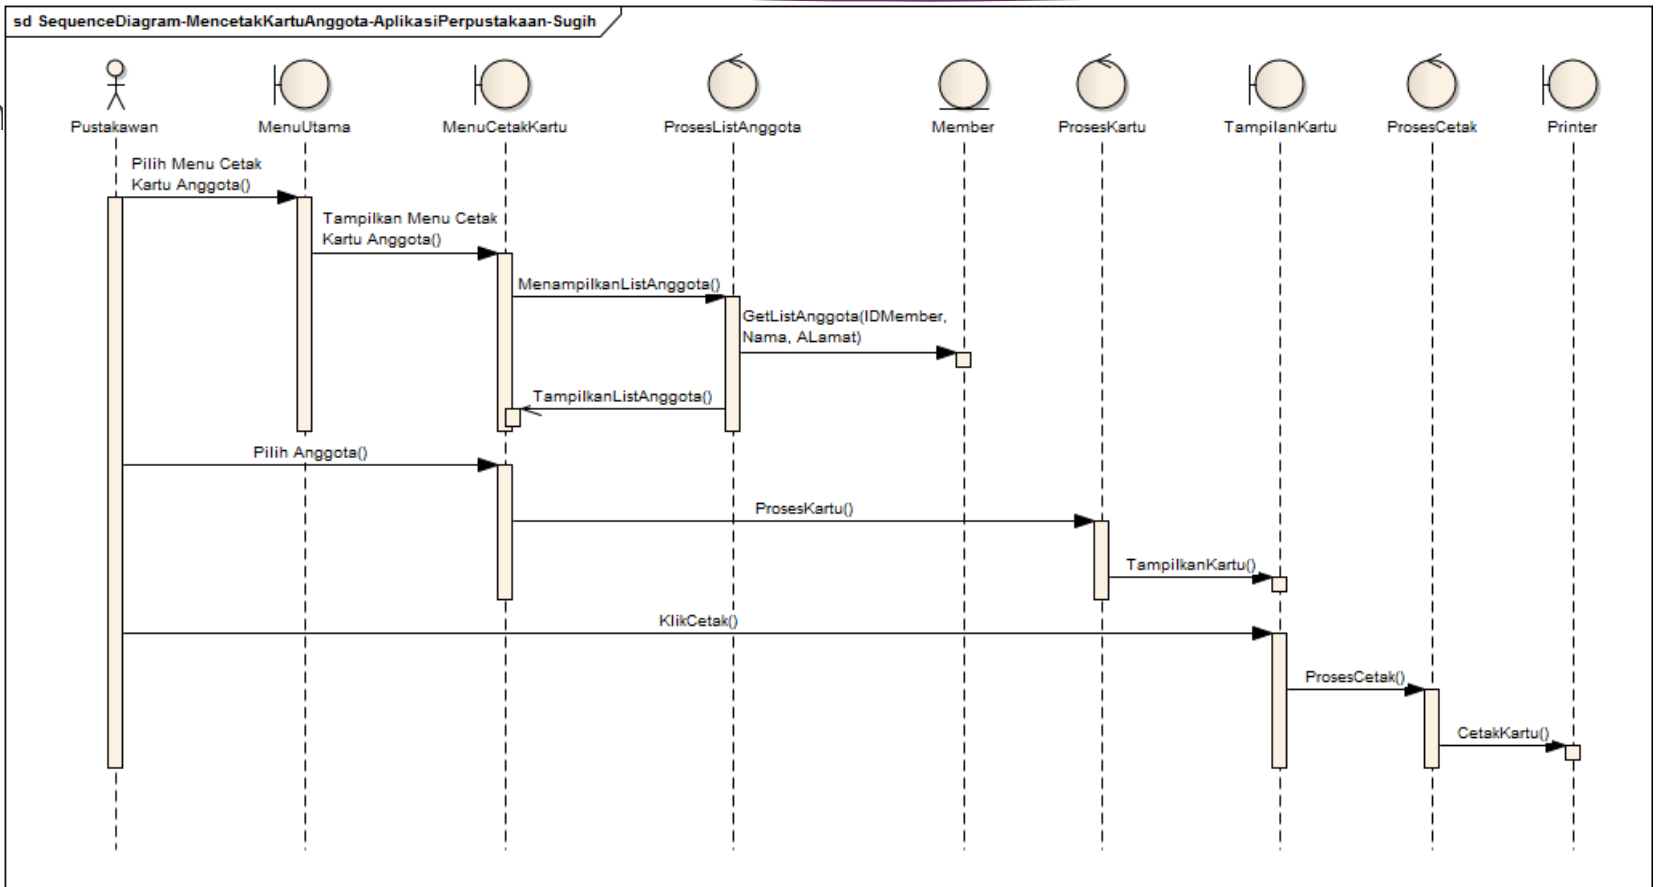 sd SequenceDiagram-MencetakKartuAnggota-AplikasiPerpustakaan-Sugih
Pustakawan
MenuUtama
MenuCetakKartu
ProsesListAnggota
Member
ProsesKartu
TampilanKartu
ProsesCetak
Printer
Pilih Menu Cetak
Kartu Anggota()
Tampilkan Menu Cetak
Kartu Anggota()
MenampilkanListAnggota()
GetListAnggota(IDMember,
Nama, ALamat)
TampilkanListAnggota()
Pilih Anggota()
ProsesKartu()
TampilkanKartu()
KlikCetak()
ProsesCetak()
CetakKartu()